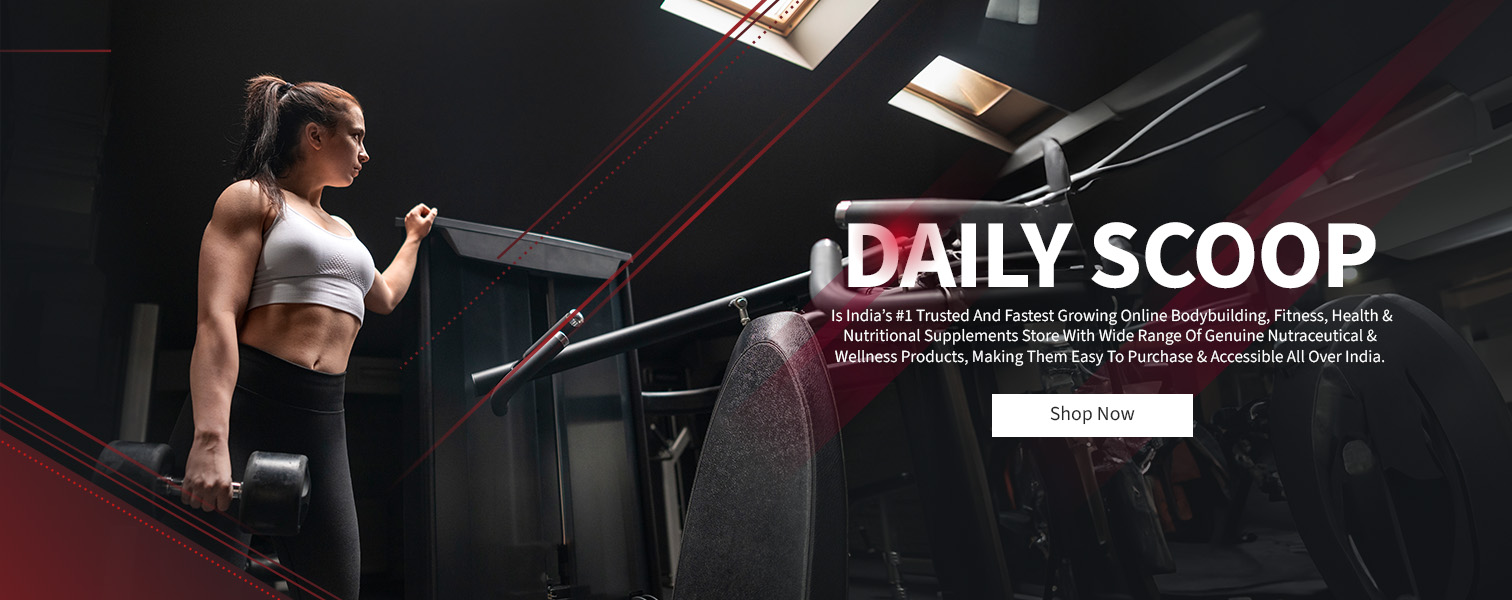 DAILY SCOOP
Is India’s #1 Trusted And Fastest Growing Online Bodybuilding, Fitness, Health &
Nutritional Supplements Store With Wide Range Of Genuine Nutraceutical &
Wellness Products, Making Them Easy To Purchase & Accessible All Over India.
Shop Now